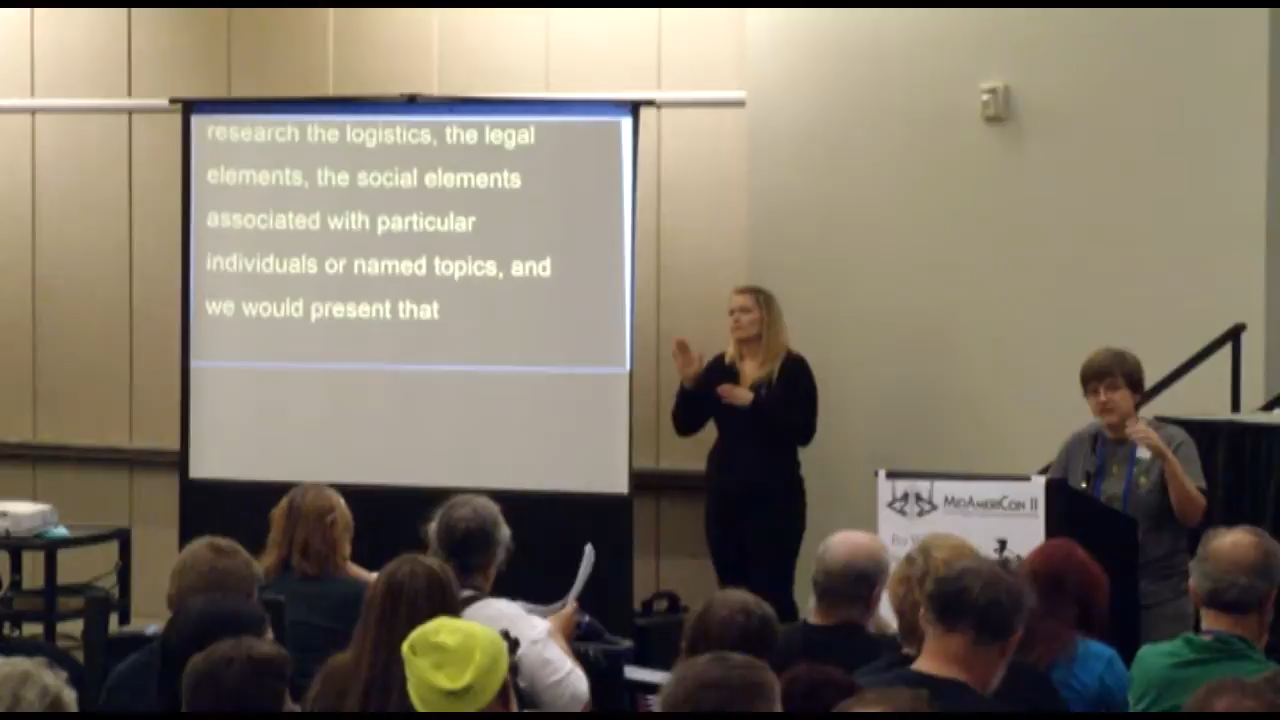 research the logistics, the legal
elements, the social elements
associated with particular
individuals or named topics, and
we would present that
MIDAMERICON II